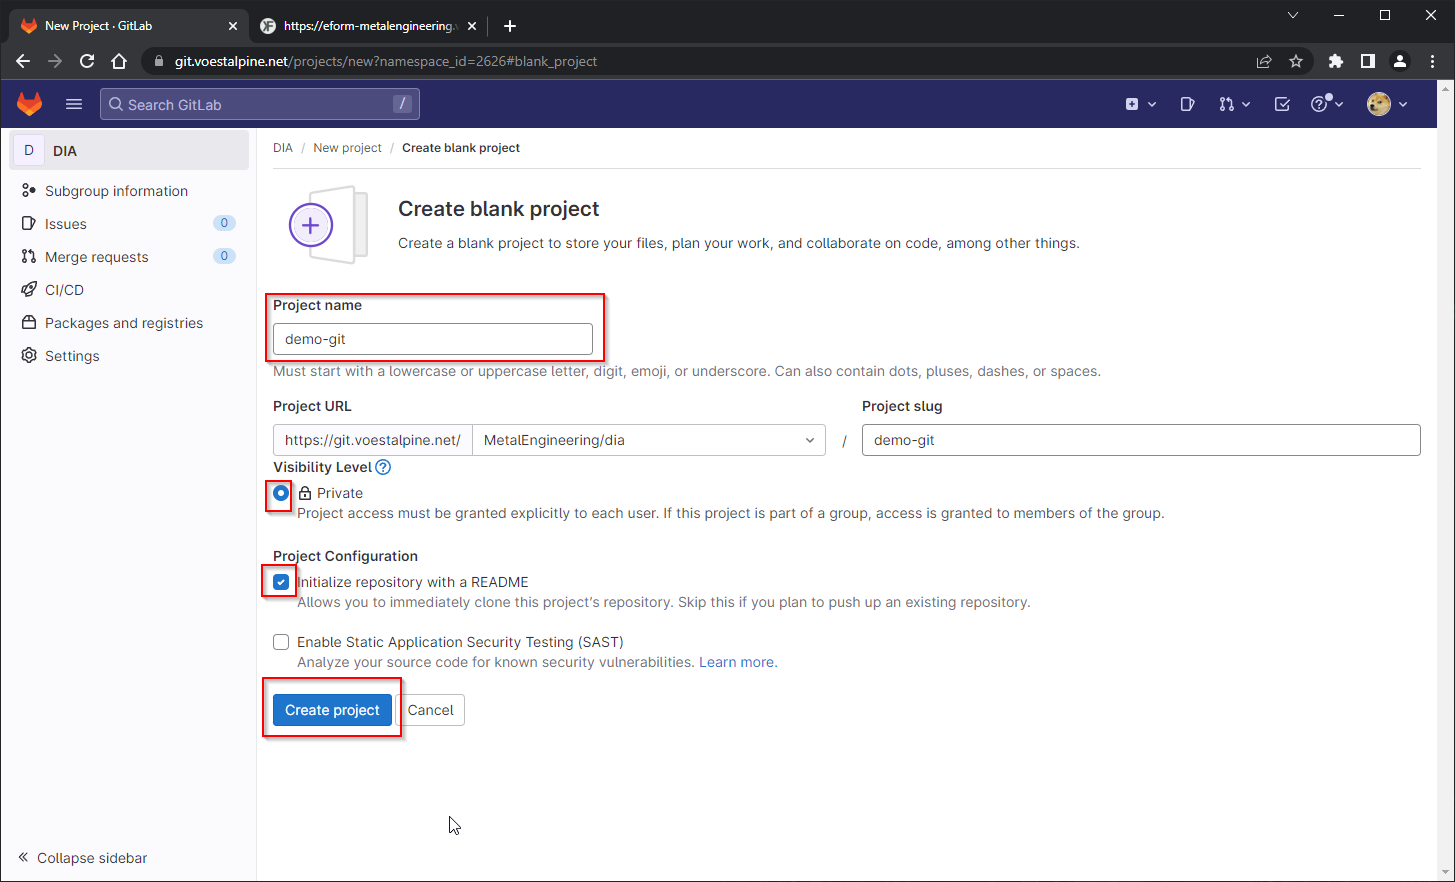 New Project · GitLab
https://eform-metalengineering.
git.voestalpine.net/projects/new?namespace_id=2626#blank_project
Search GitLab /
D DIA
Subgroup information
Issues 0
Merge requests 0
CI/CD
Packages and registries
Settings
Collapse sidebar
DIA / New project / Create blank project
Create blank project
Create a blank project to store your files, plan your work, and collaborate on code, among other things.
Project name
demo-git
Must start with a lowercase or uppercase letter, digit, emoji, or underscore. Can also contain dots, pluses, dashes, or spaces.
Project URL Project slug
https://git.voestalpine.net/ MetalEngineering/dia / demo-git
Visibility Level
Private
Project access must be granted explicitly to each user. If this project is part of a group, access is granted to members of the group.
Project Configuration
Initialize repository with a README
Allows you to immediately clone this project's repository. Skip this if you plan to push up an existing repository.
Enable Static Application Security Testing (SAST)
Analyze your source code for known security vulnerabilities. Learn more.
Create project Cancel